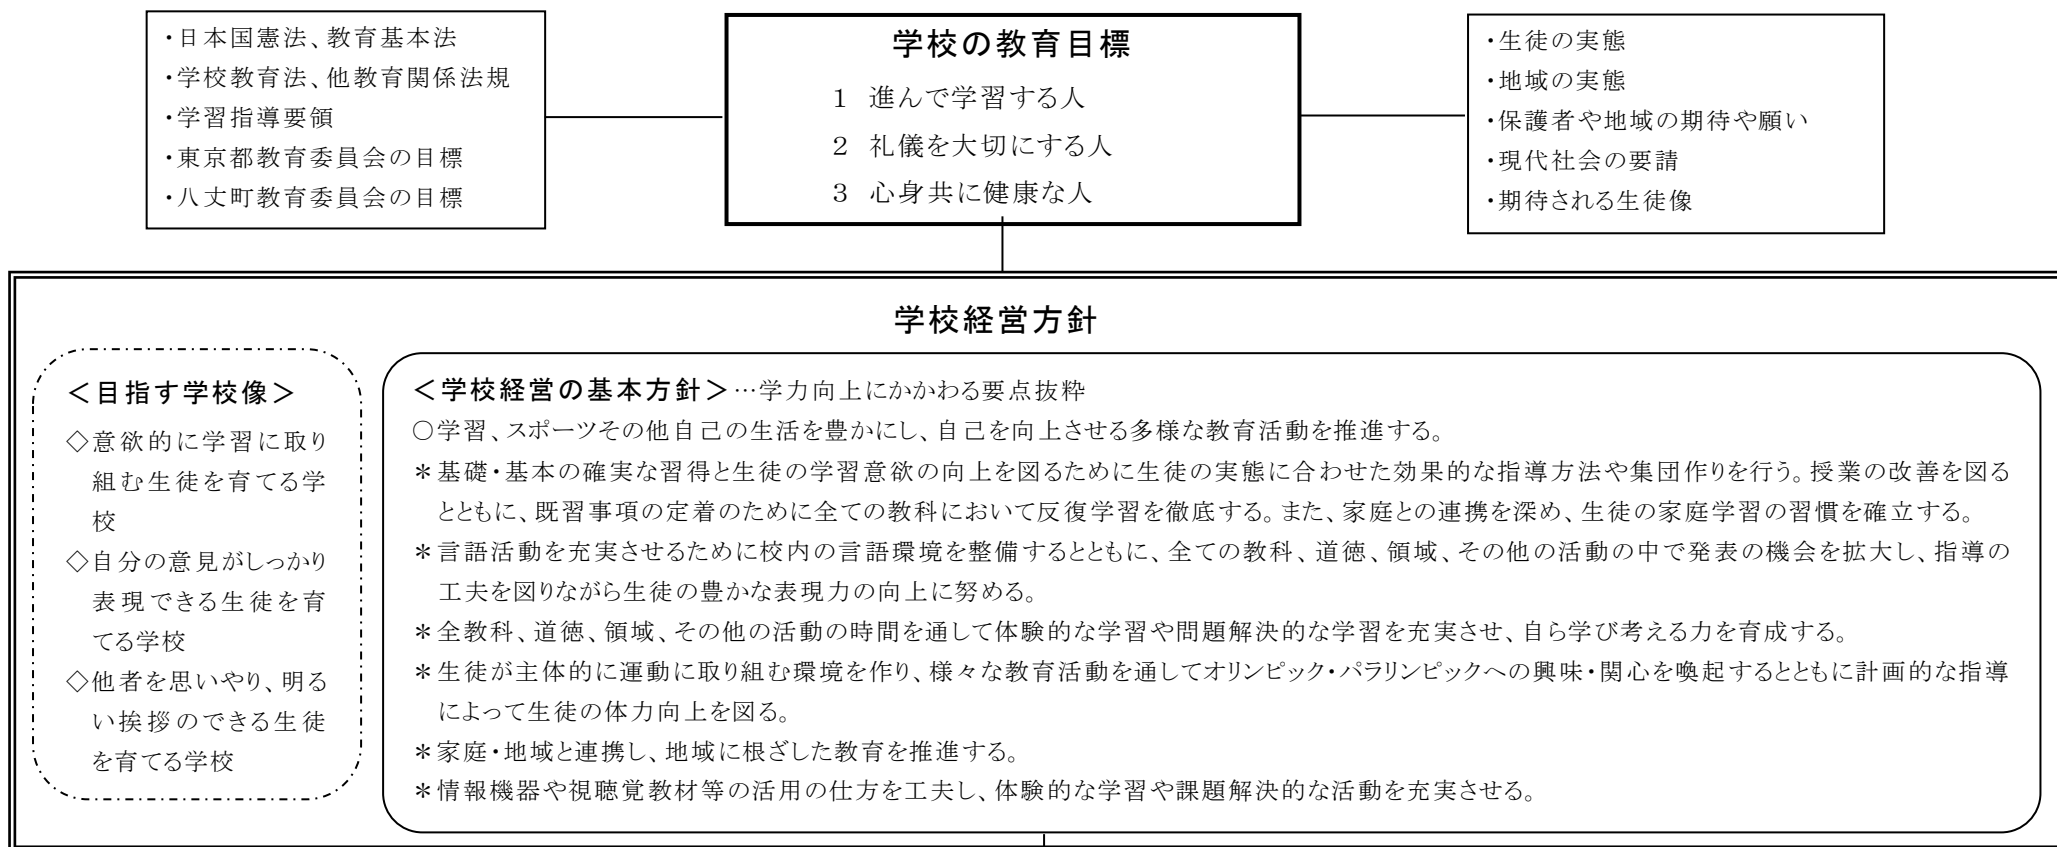 ・日本国憲法、教育基本法
・学校教育法、他教育関係法規
・学習指導要領
・東京都教育委員会の目標
・八丈町教育委員会の目標
学校の教育目標
1 進んで学習する人
2 礼儀を大切にする人
3 心身共に健康な人
・生徒の実態
・地域の実態
・保護者や地域の期待や願い
・現代社会の要請
・期待される生徒像
学校経営方針
＜目指す学校像＞
◇意欲的に学習に取り
組む生徒を育てる学
校
◇自分の意見がしっかり
表現できる生徒を育
てる学校
◇他者を思いやり、明る
い挨拶のできる生徒
を育てる学校
＜学校経営の基本方針＞…学力向上にかかわる要点抜粋
○学習、スポーツその他自己の生活を豊かにし、自己を向上させる多様な教育活動を推進する。
＊基礎・基本の確実な習得と生徒の学習意欲の向上を図るために生徒の実態に合わせた効果的な指導方法や集団作りを行う。授業の改善を図る
とともに、既習事項の定着のために全ての教科において反復学習を徹底する。また、家庭との連携を深め、生徒の家庭学習の習慣を確立する。
＊言語活動を充実させるために校内の言語環境を整備するとともに、全ての教科、道徳、領域、その他の活動の中で発表の機会を拡大し、指導の
工夫を図りながら生徒の豊かな表現力の向上に努める。
＊全教科、道徳、領域、その他の活動の時間を通して体験的な学習や問題解決的な学習を充実させ、自ら学び考える力を育成する。
＊生徒が主体的に運動に取り組む環境を作り、様々な教育活動を通してオリンピック・パラリンピックへの興味・関心を喚起するとともに計画的な指導
によって生徒の体力向上を図る。
＊家庭・地域と連携し、地域に根ざした教育を推進する。
＊情報機器や視聴覚教材等の活用の仕方を工夫し、体験的な学習や課題解決的な活動を充実させる。